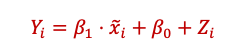 Yᵢ = β₁ · x̃ᵢ + β₀ + Zᵢ